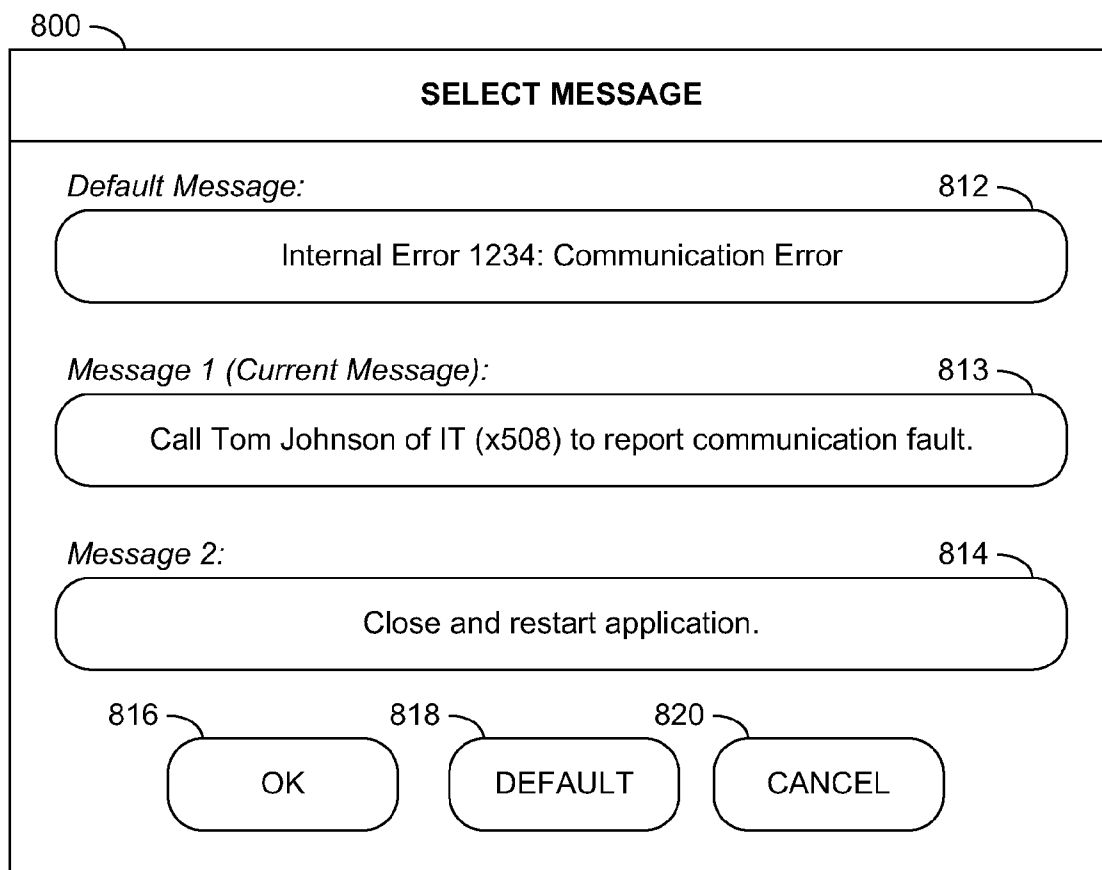 800
SELECT MESSAGE
Default Message: 812
Internal Error 1234: Communication Error
Message 1 (Current Message): 813
Call Tom Johnson of IT (x508) to report communication fault.
Message 2: 814
Close and restart application.
816 818 820
OK DEFAULT CANCEL